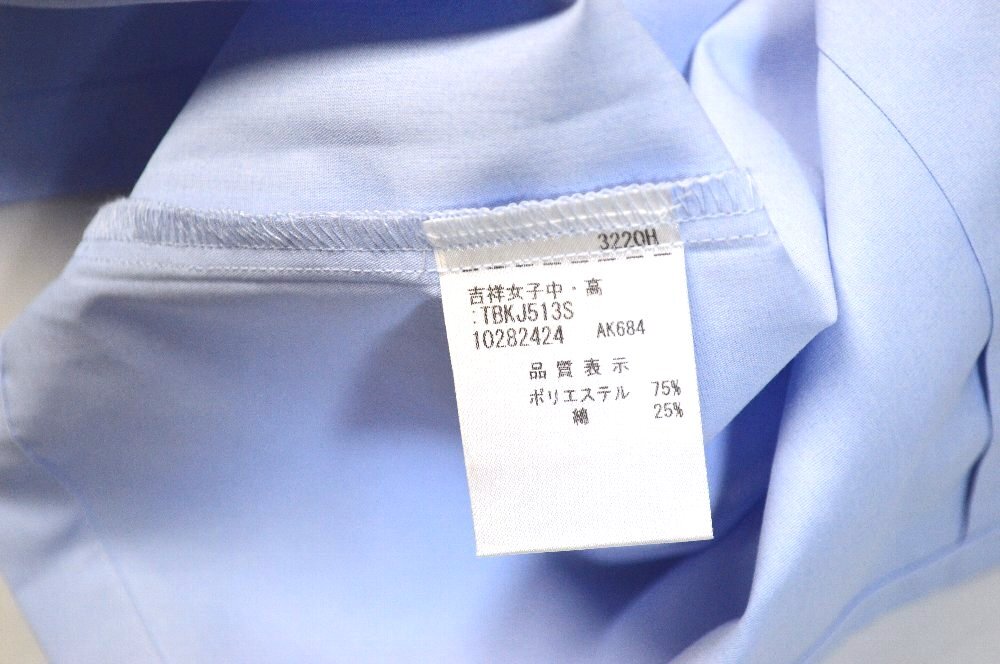 3220H
吉祥女子中・高
:TBKJ513S
10282424 AK684
品質表示
ポリエステル 75%
綿 25%